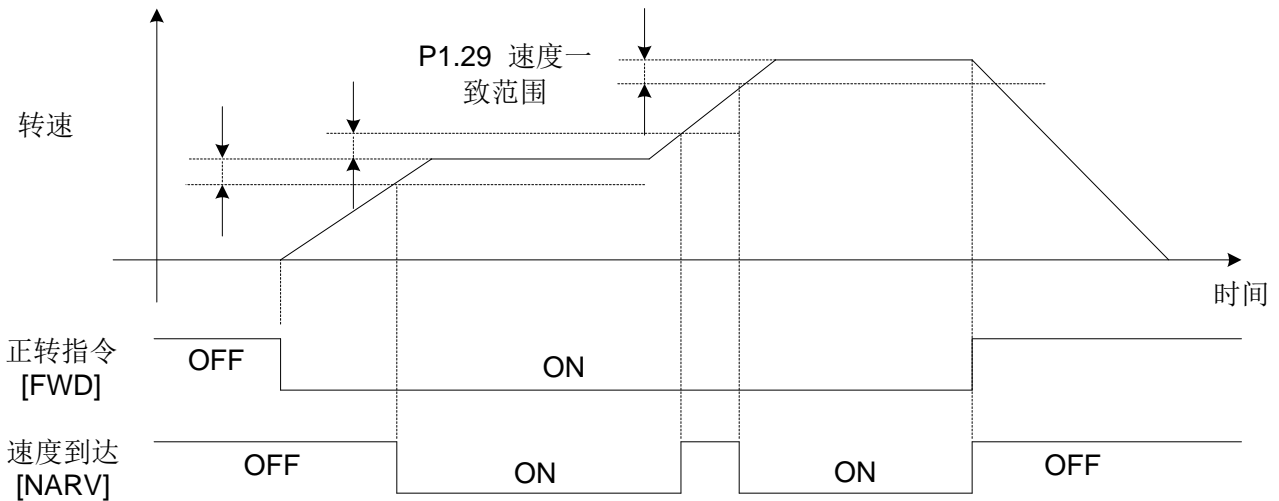 P1.29 速度一
致范围
转速
时间
正转指令
[FWD]
OFF
ON
速度到达
[NARV]
OFF
ON
ON
OFF